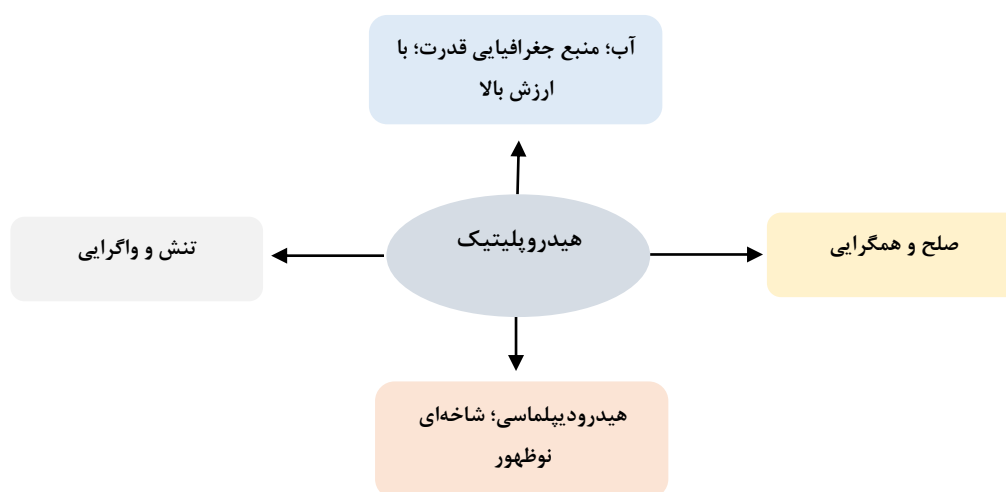 آب؛ منبع جغرافیایی قدرت؛ با
ارزش بالا
هیدروپلیتیک
صلح و همگرایی
تنش و واگرایی
هیدرودیپلماسی؛ شاخه‌ای
نوظهور